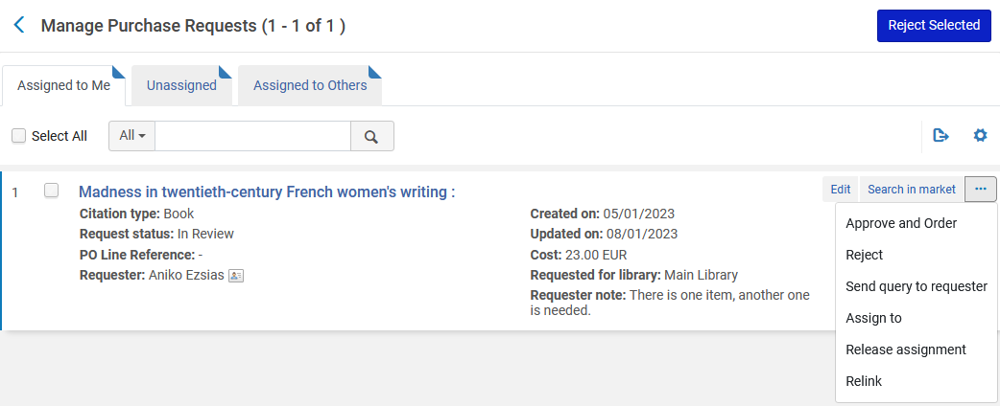 Manage Purchase Requests (1 - 1 of 1 )
Reject Selected
Assigned to Me
Unassigned
Assigned to Others
Select All
All
1
Madness in twentieth-century French women's writing :
Edit
Search in market
···
Citation type: Book
Request status: In Review
PO Line Reference: -
Requester: Aniko Ezsias
Created on: 05/01/2023
Updated on: 08/01/2023
Cost: 23.00 EUR
Requested for library: Main Library
Requester note: There is one item, another one
is needed.
Approve and Order
Reject
Send query to requester
Assign to
Release assignment
Relink